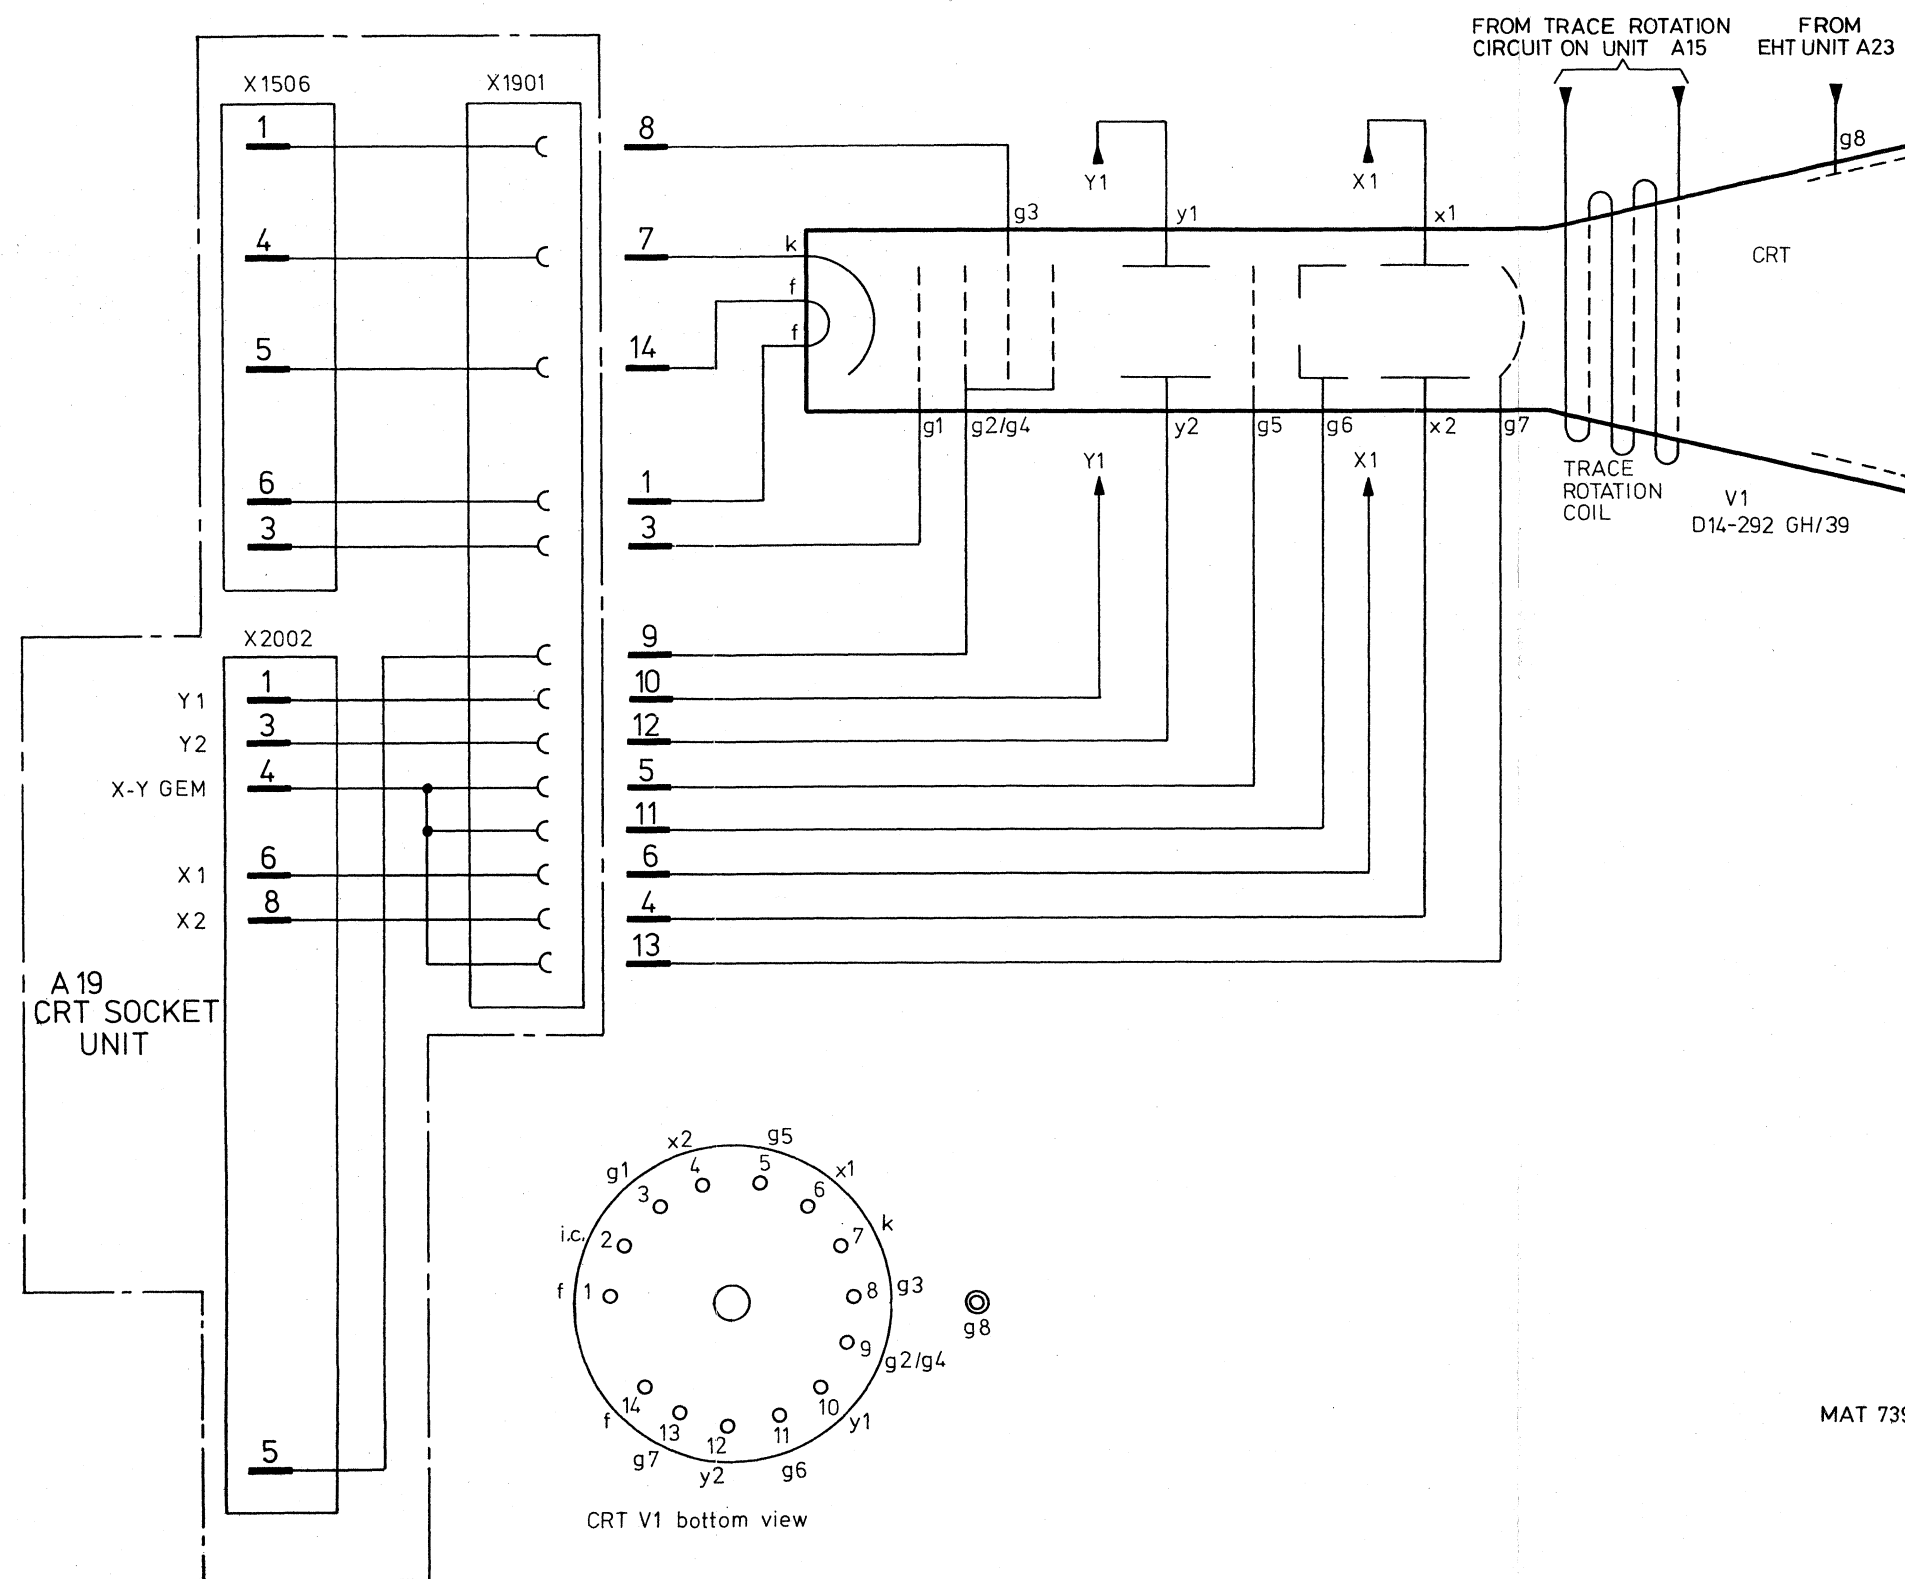 FROM TRACE ROTATION
CIRCUIT ON UNIT A15
FROM
EHT UNIT A23
X1506
X1901
1
8
g8
4
7
Y1
X1
g3
y1
x1
k
CRT
f
5
14
f
g1
g2/g4
y2
g5
g6
x2
g7
6
1
Y1
X1
TRACE
ROTATION
COIL
V1
D14-292 GH/39
3
3
X2002
9
Y1
1
10
Y2
3
12
X-Y GEM
4
5
11
X1
6
6
X2
8
4
13
A19
CRT SOCKET
UNIT
x2
g5
g1
4
5
x1
3
6
i.c.
2
7
k
f
1
8
g3
g8
9
g2/g4
14
10
f
13
12
11
y1
g7
y2
g6
5
CRT V1 bottom view
MAT 739